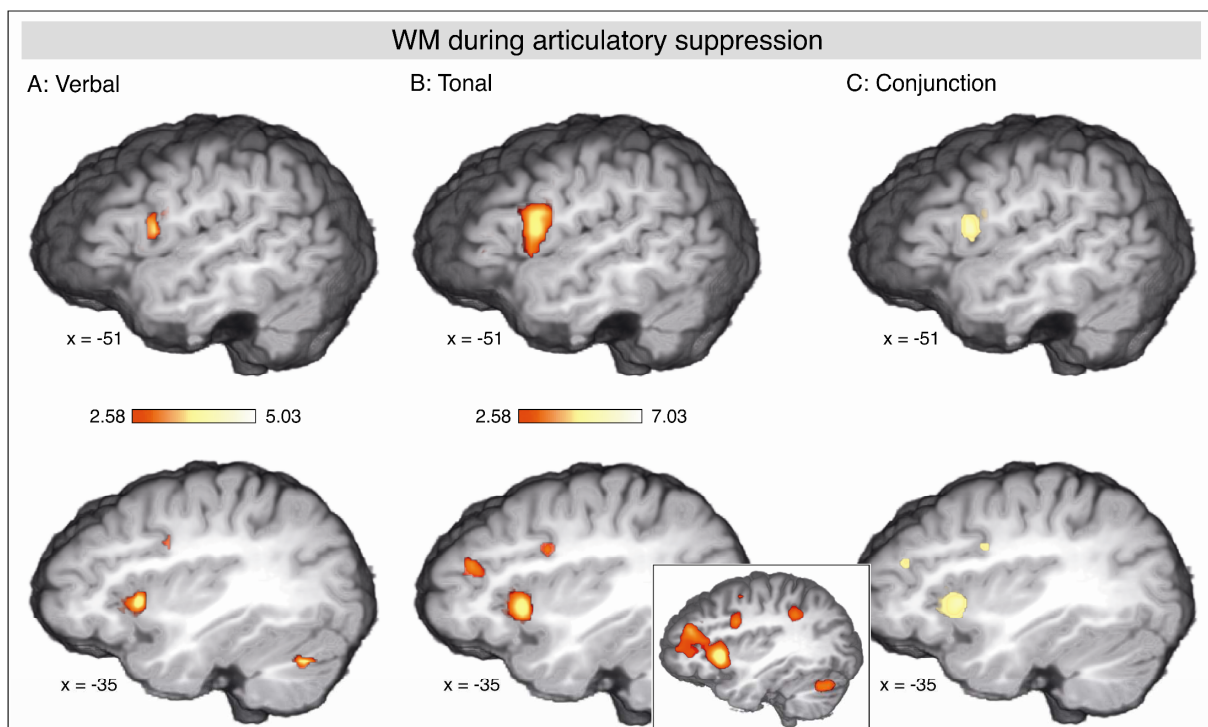 WM during articulatory suppression
A: Verbal
B: Tonal
C: Conjunction
x = -51
x = -51
x = -51
2.58 5.03
2.58 7.03
x = -35
x = -35
x = -35